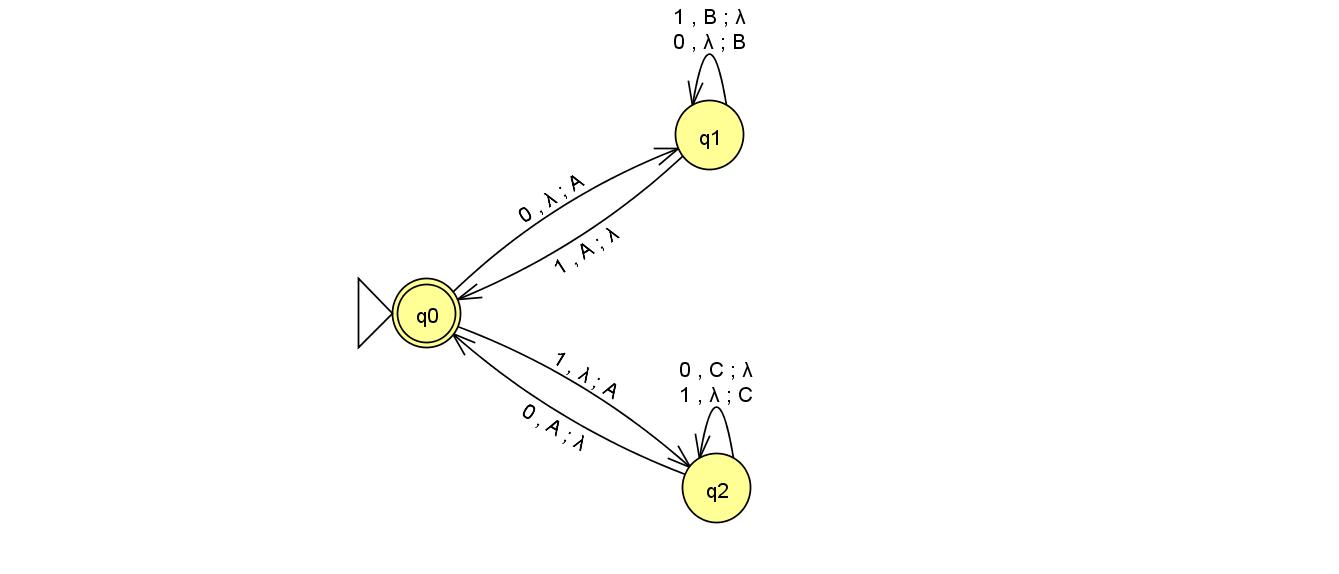 1 , B ; λ
0 , λ ; B
q1
0 , λ ; A
1 , A ; λ
q0
1 , λ ; A
0 , A ; λ
0 , C ; λ
1 , λ ; C
q2